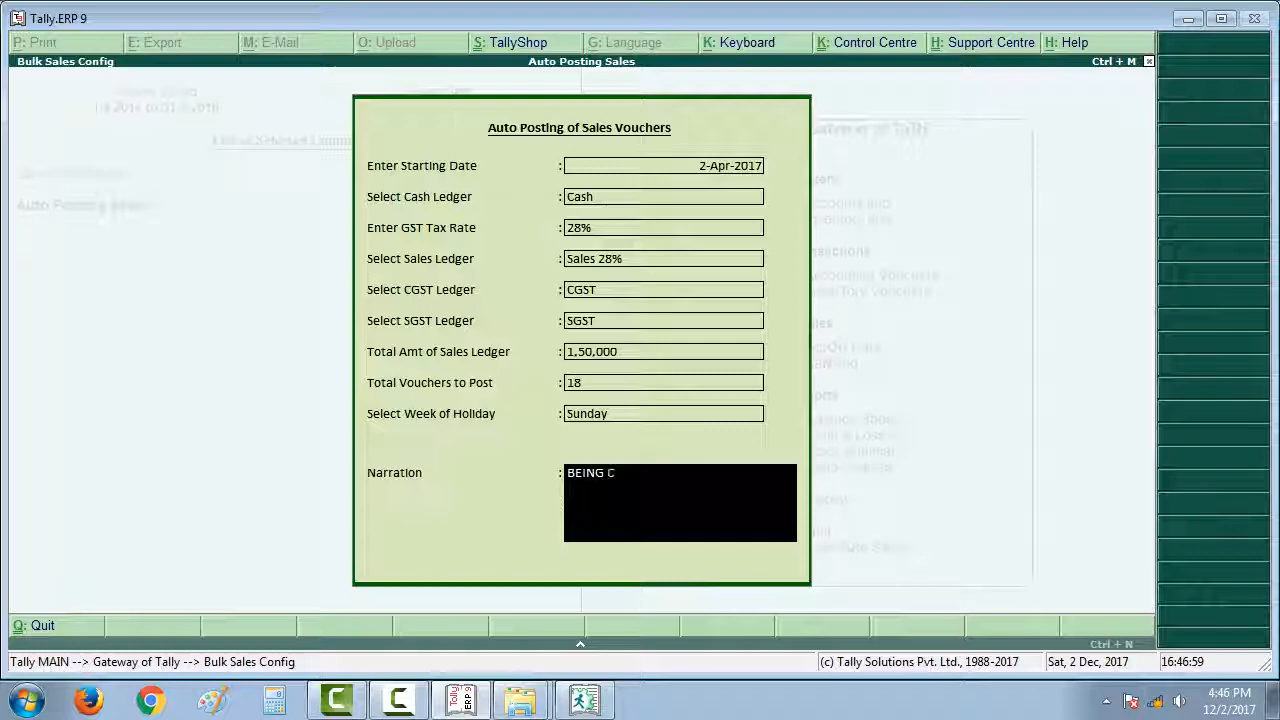 Tally.ERP 9
P: Print
E: Export
M: E-Mail
O: Upload
S: TallyShop
G: Language
K: Keyboard
K: Control Centre
H: Support Centre
H: Help
Bulk Sales Config
Auto Posting Sales
Ctrl + M
Auto Posting of Sales Vouchers
Enter Starting Date : 2-Apr-2017
Select Cash Ledger : Cash
Enter GST Tax Rate : 28%
Select Sales Ledger : Sales 28%
Select CGST Ledger : CGST
Select SGST Ledger : SGST
Total Amt of Sales Ledger : 1,50,000
Total Vouchers to Post : 18
Select Week of Holiday : Sunday
Narration : BEING C
Q: Quit
Ctrl + N
Tally MAIN --> Gateway of Tally --> Bulk Sales Config
(c) Tally Solutions Pvt. Ltd., 1988-2017
Sat, 2 Dec, 2017
16:46:59
4:46 PM
12/2/2017